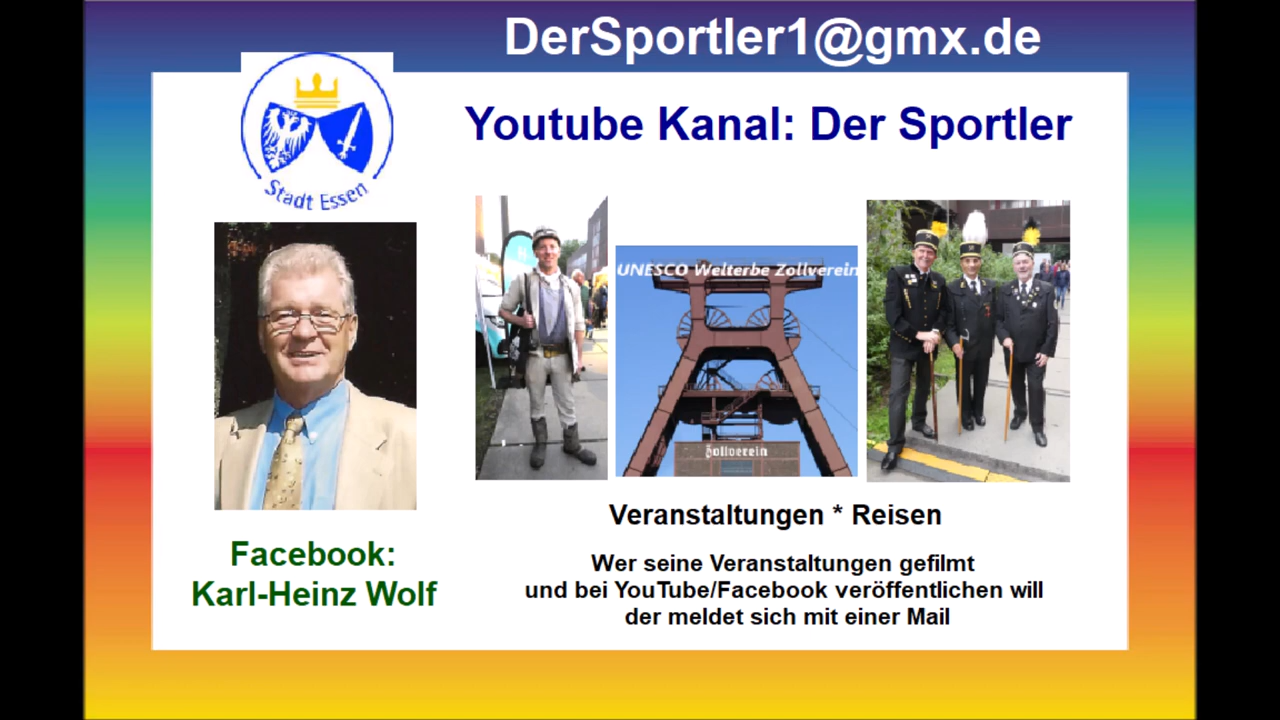 DerSportler1@gmx.de
Youtube Kanal: Der Sportler
Stadt Essen
UNESCO Welterbe Zollverein
Zollverein
Veranstaltungen * Reisen
Facebook:
Karl-Heinz Wolf
Wer seine Veranstaltungen gefilmt
und bei YouTube/Facebook veröffentlichen will
der meldet sich mit einer Mail